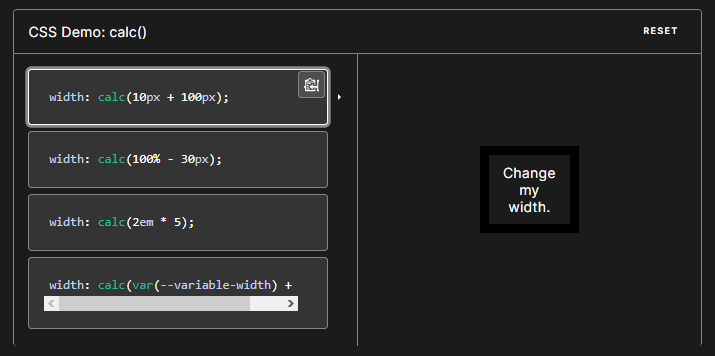 CSS Demo: calc()
RESET
width: calc(10px + 100px);
width: calc(100% - 30px);
width: calc(2em * 5);
width: calc(var(--variable-width) +
Change
my
width.